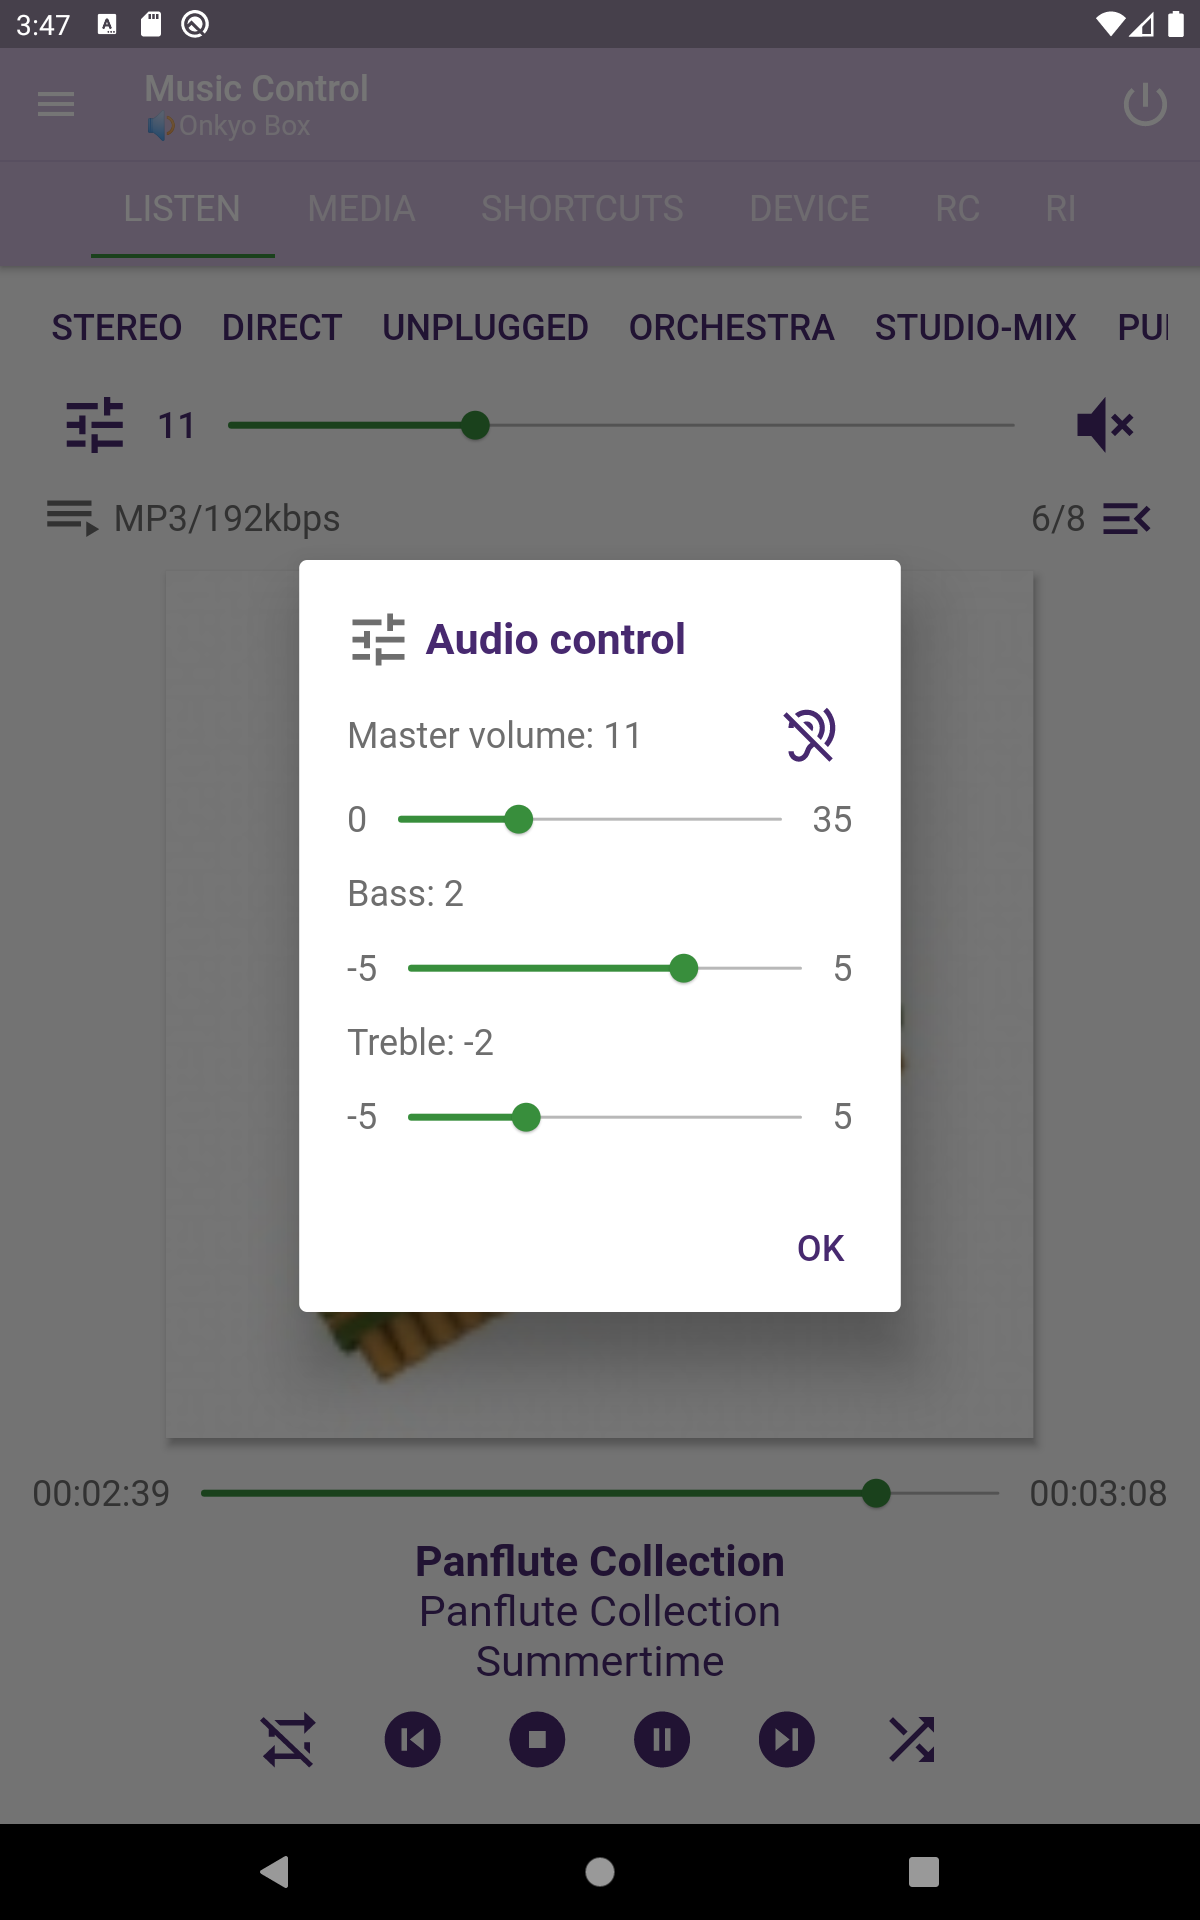 3:47
Music Control
🔊Onkyo Box
LISTEN MEDIA SHORTCUTS DEVICE RC RI
STEREO DIRECT UNPLUGGED ORCHESTRA STUDIO-MIX
11
MP3/192kbps 6/8
Audio control
Master volume: 11
0 35
Bass: 2
-5 5
Treble: -2
-5 5
OK
00:02:39 00:03:08
Panflute Collection
Panflute Collection
Summertime